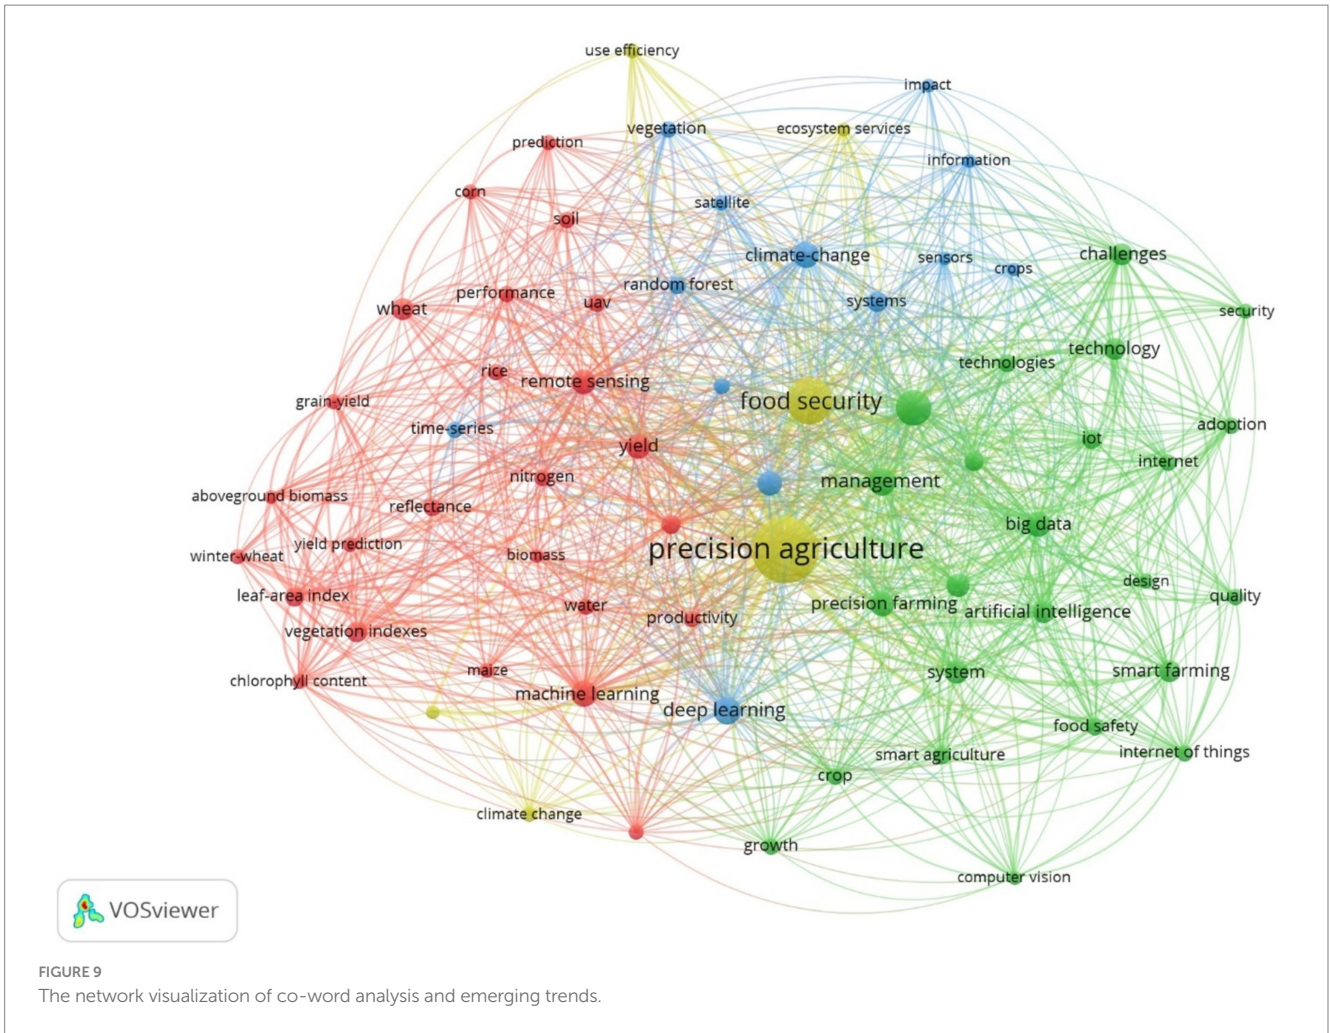 use efficiency
impact
vegetation
ecosystem services
prediction
information
corn
satellite
soil
climate-change
challenges
sensors
crops
random forest
performance
uav
systems
wheat
security
technology
technologies
rice
remote sensing
food security
grain-yield
adoption
time-series
iot
yield
internet
nitrogen
management
aboveground biomass
reflectance
big data
yield prediction
precision agriculture
winter-wheat
biomass
design
leaf-area index
quality
water
precision farming
artificial intelligence
productivity
vegetation indexes
maize
system
smart farming
chlorophyll content
machine learning
deep learning
food safety
smart agriculture
internet of things
crop
climate change
growth
computer vision
VOSviewer
FIGURE 9
The network visualization of co-word analysis and emerging trends.